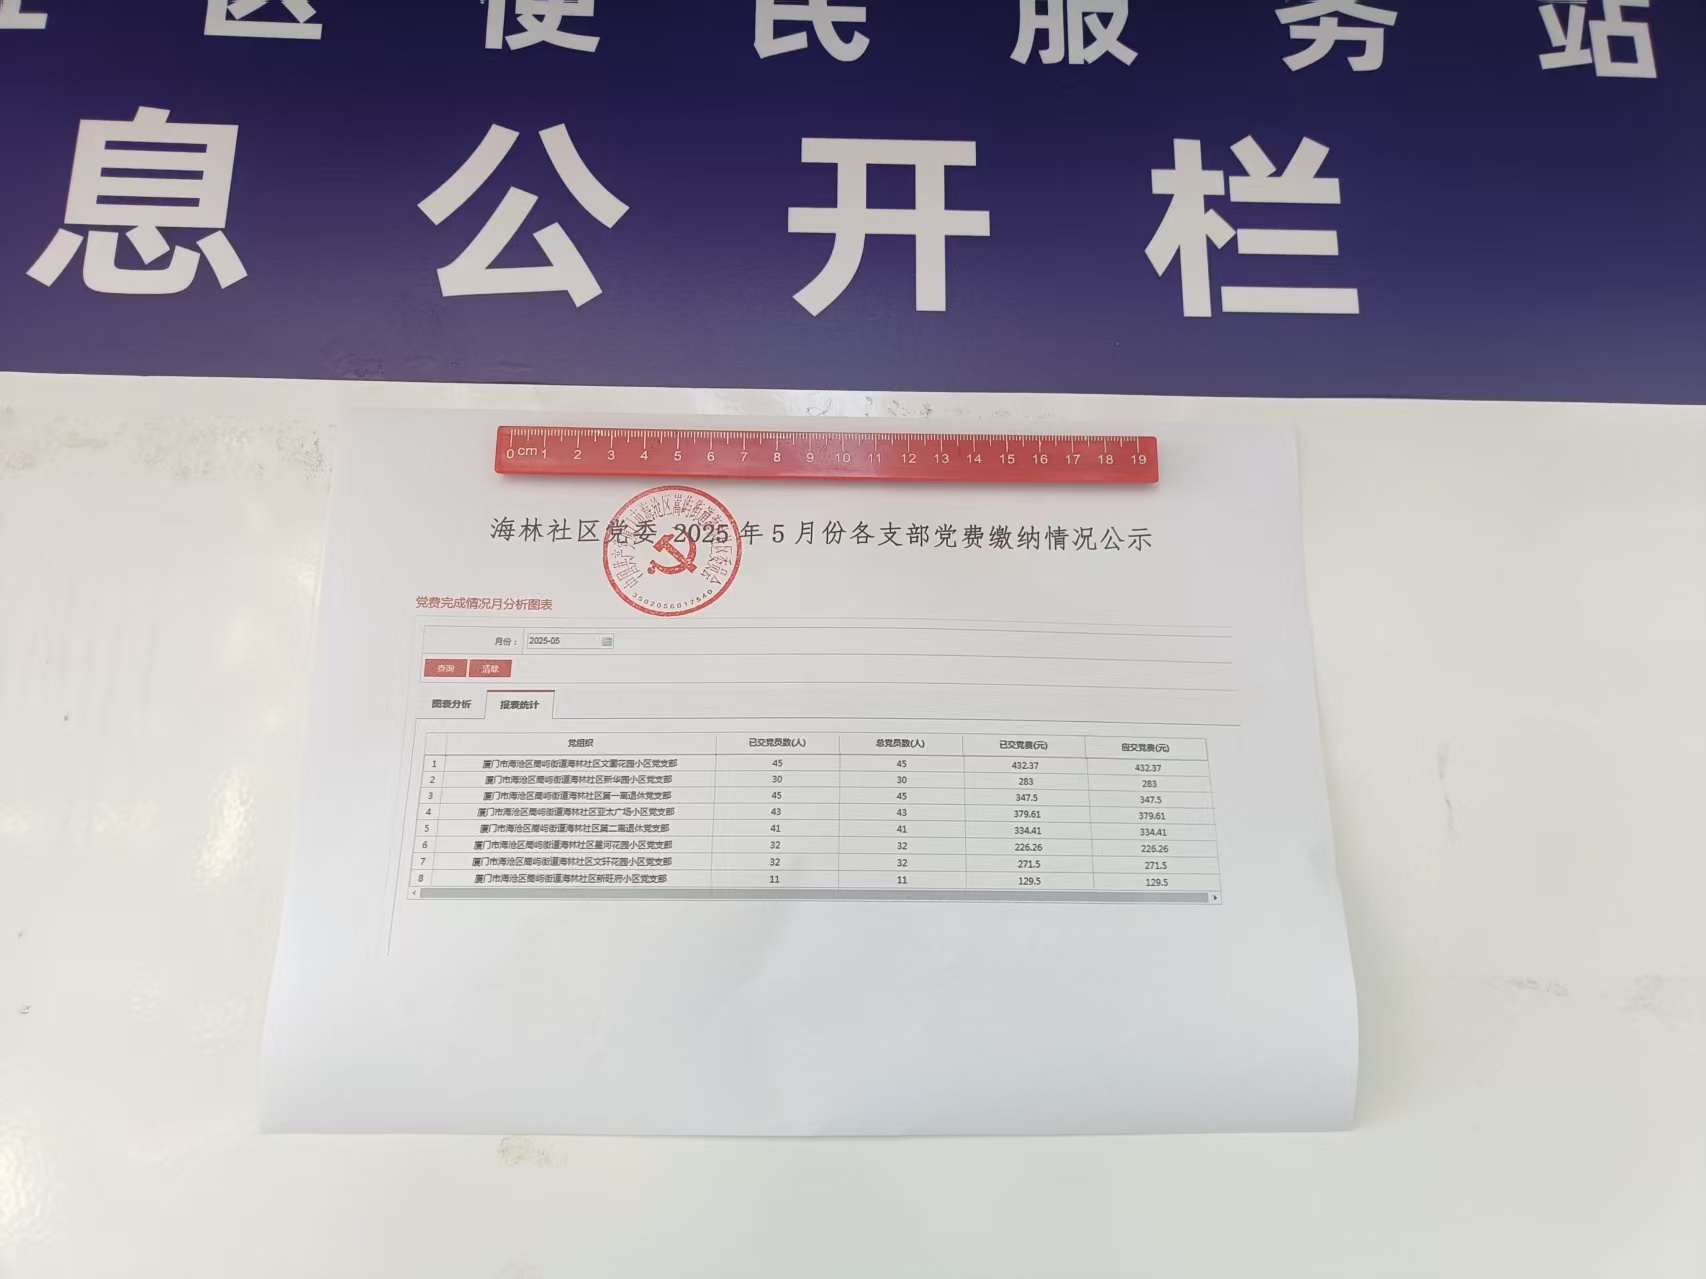 社区便民服务站
息公开栏
0 cm 1 2 3 4 5 6 7 8 9 10 11 12 13 14 15 16 17 18 19
海林社区党委 2025 年 5 月份各支部党费缴纳情况公示
3502056017540
党费完成情况月分析图表
月份： 2025-05
查询 清除
图表分析 报表统计
党组织 已交党员数(人) 总党员数(人) 已交党费(元) 应交党费(元)
1 厦门市海沧区嵩屿街道海林社区文圃花园小区党支部 45 45 432.37 432.37
2 厦门市海沧区嵩屿街道海林社区新华园小区党支部 30 30 283 283
3 厦门市海沧区嵩屿街道海林社区第一离退休党支部 45 45 347.5 347.5
4 厦门市海沧区嵩屿街道海林社区亚太广场小区党支部 43 43 379.61 379.61
5 厦门市海沧区嵩屿街道海林社区第二离退休党支部 41 41 334.41 334.41
6 厦门市海沧区嵩屿街道海林社区星河花园小区党支部 32 32 226.26 226.26
7 厦门市海沧区嵩屿街道海林社区文轩花园小区党支部 32 32 271.5 271.5
8 厦门市海沧区嵩屿街道海林社区新旺府小区党支部 11 11 129.5 129.5